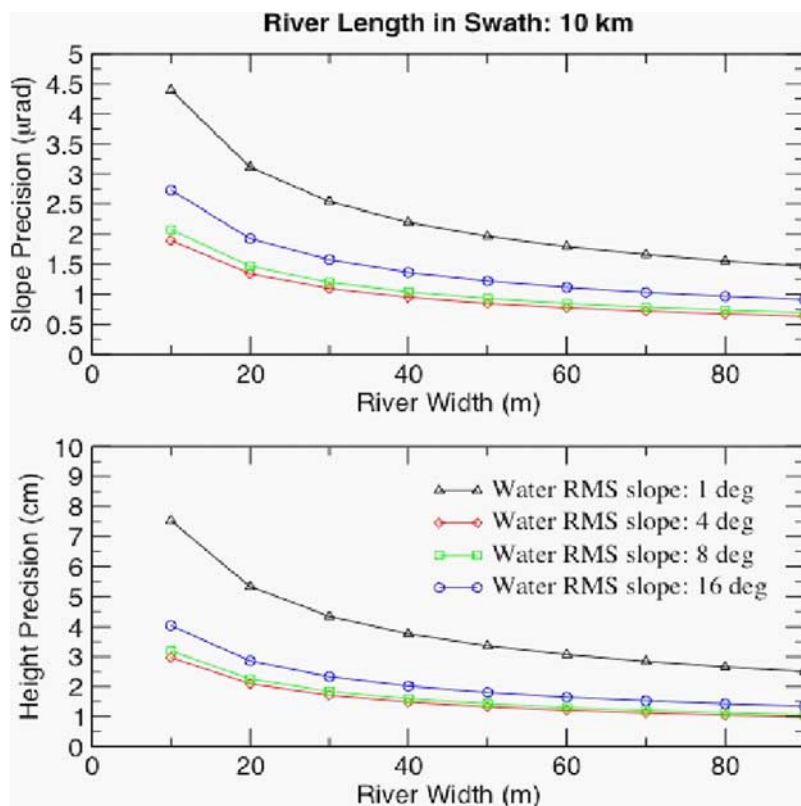 River Length in Swath: 10 km
5
4.5
4
3.5
3
2.5
2
1.5
1
0.5
0
Slope Precision (μrad)
0 20 40 60 80
River Width (m)
10
9
8
7
6
5
4
3
2
1
0
Height Precision (cm)
Water RMS slope: 1 deg
Water RMS slope: 4 deg
Water RMS slope: 8 deg
Water RMS slope: 16 deg
0 20 40 60 80
River Width (m)